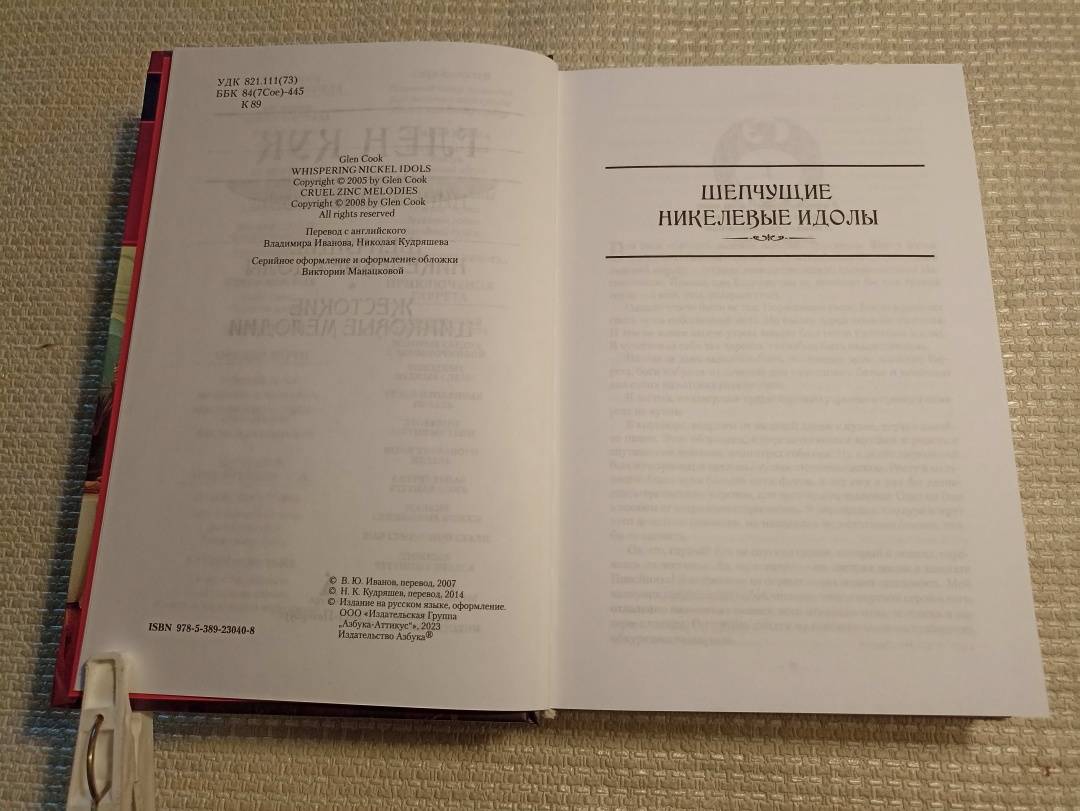 УДК 821.111(73)
ББК 84(7Сое)-445
К 89
Glen Cook
WHISPERING NICKEL IDOLS
Copyright © 2005 by Glen Cook
CRUEL ZINC MELODIES
Copyright © 2008 by Glen Cook
All rights reserved
Перевод с английского
Владимира Иванова, Николая Кудряшева
Серийное оформление и оформление обложки
Виктории Манацковой
© В. Ю. Иванов, перевод, 2007
© Н. К. Кудряшев, перевод, 2014
© Издание на русском языке, оформление.
ООО «Издательская Группа
„Азбука-Аттикус“», 2023
Издательство Азбука®
ISBN 978-5-389-23040-8
ШЕПЧУЩИЕ
НИКЕЛЕВЫЕ ИДОЛЫ